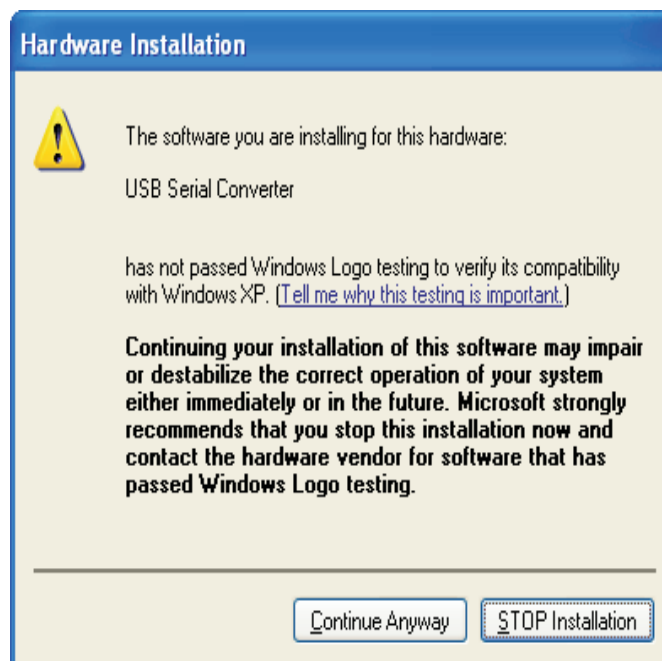 Hardware Installation
The software you are installing for this hardware:
USB Serial Converter
has not passed Windows Logo testing to verify its compatibility
with Windows XP. (Tell me why this testing is important.)
Continuing your installation of this software may impair
or destabilize the correct operation of your system
either immediately or in the future. Microsoft strongly
recommends that you stop this installation now and
contact the hardware vendor for software that has
passed Windows Logo testing.
Continue Anyway STOP Installation